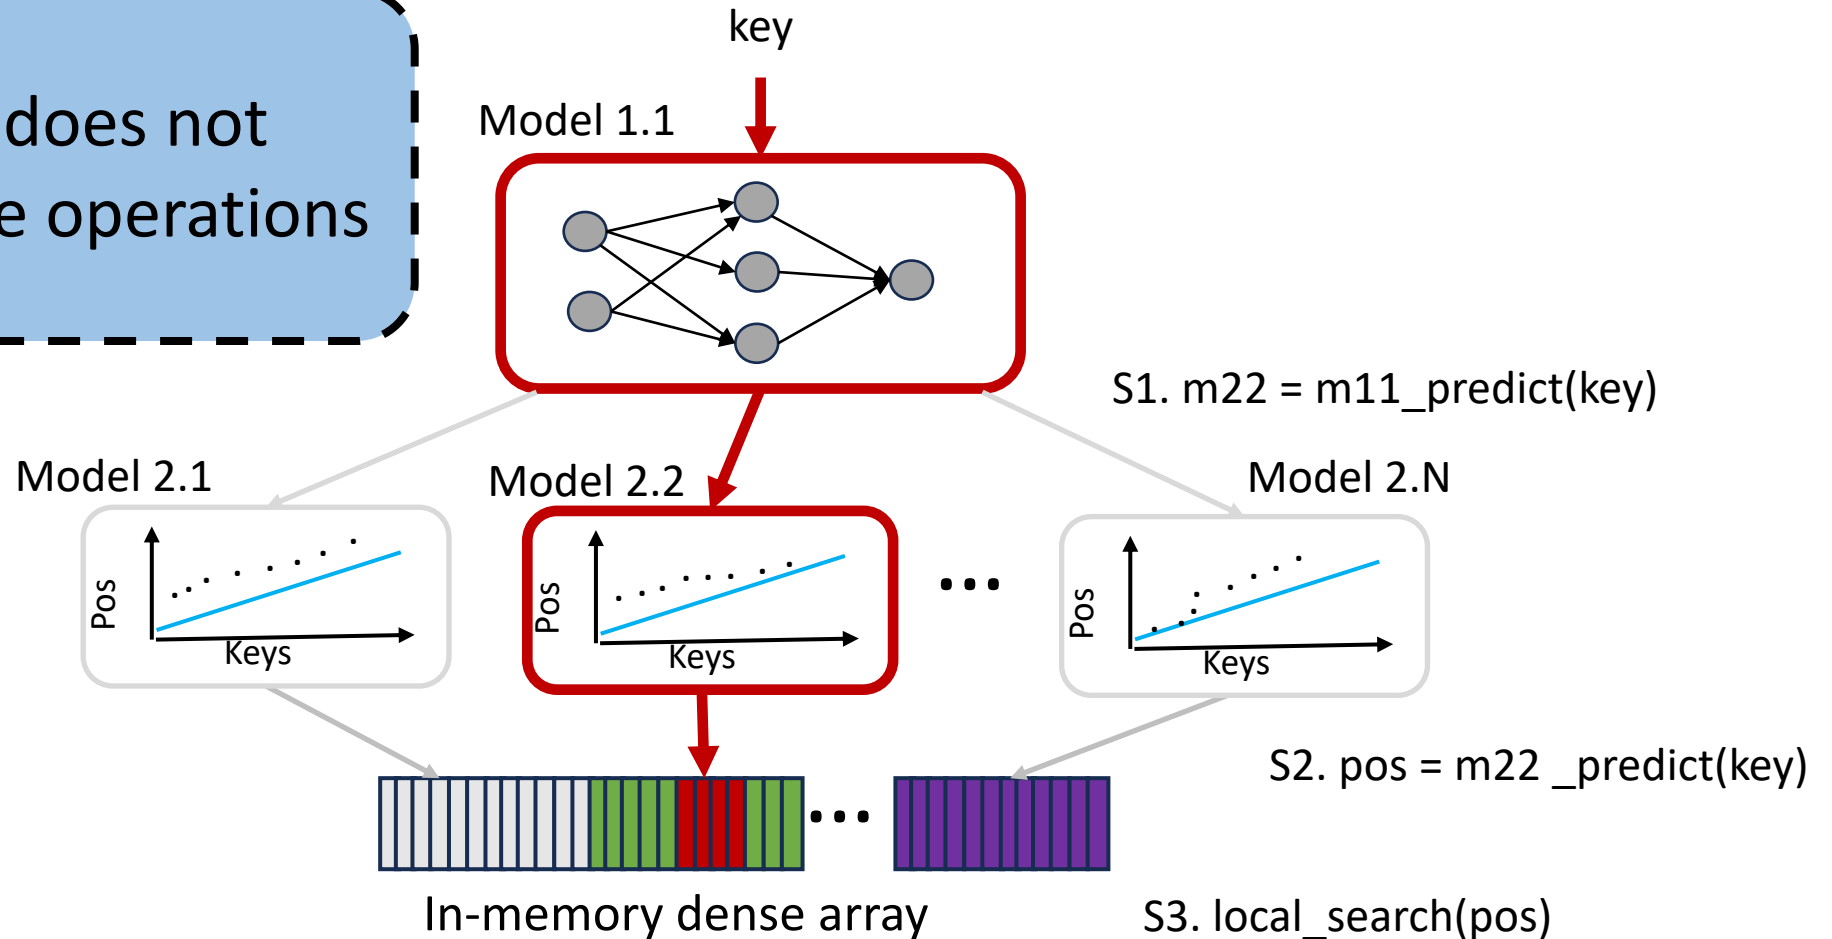 key
does not
e operations
Model 1.1
S1. m22 = m11_predict(key)
Model 2.1
Model 2.2
Model 2.N
Pos
Keys
Pos
Keys
...
Pos
Keys
S2. pos = m22 _predict(key)
...
In-memory dense array
S3. local_search(pos)